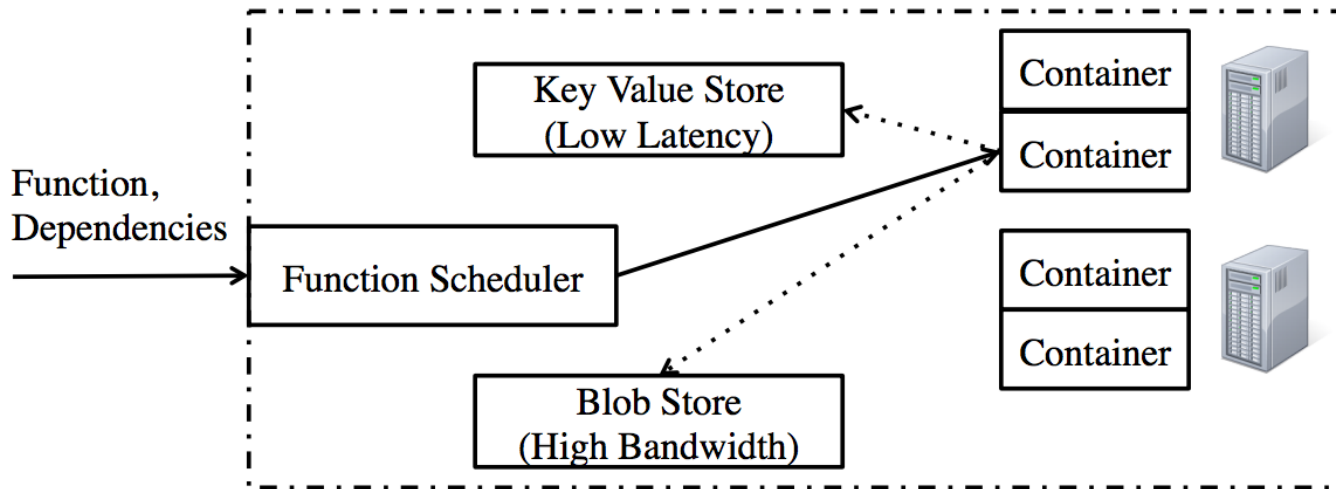 Function,
Dependencies
Function Scheduler
Key Value Store
(Low Latency)
Blob Store
(High Bandwidth)
Container
Container
Container
Container